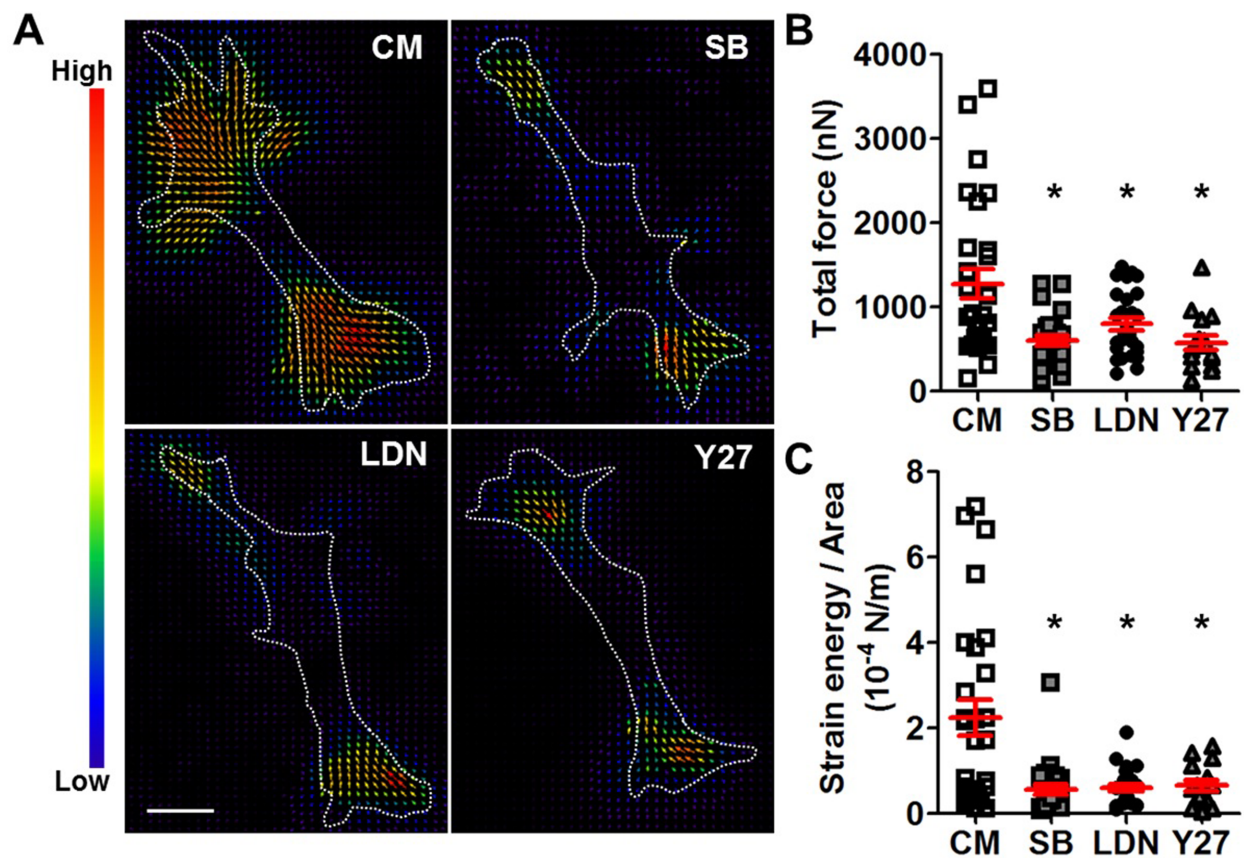 A
High
Low
CM
SB
LDN
Y27
B
Total force (nN)
4000
3000
2000
1000
0
* * *
CM SB LDN Y27
C
Strain energy / Area
(10⁻⁴ N/m)
8
6
4
2
0
* * *
CM SB LDN Y27